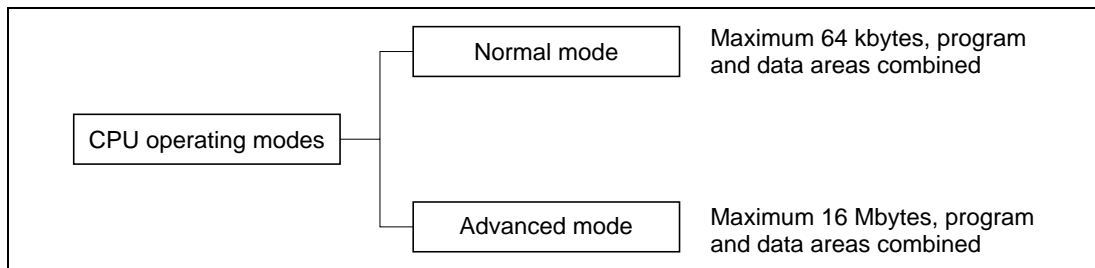 Normal mode
Maximum 64 kbytes, program
and data areas combined
CPU operating modes
Advanced mode
Maximum 16 Mbytes, program
and data areas combined